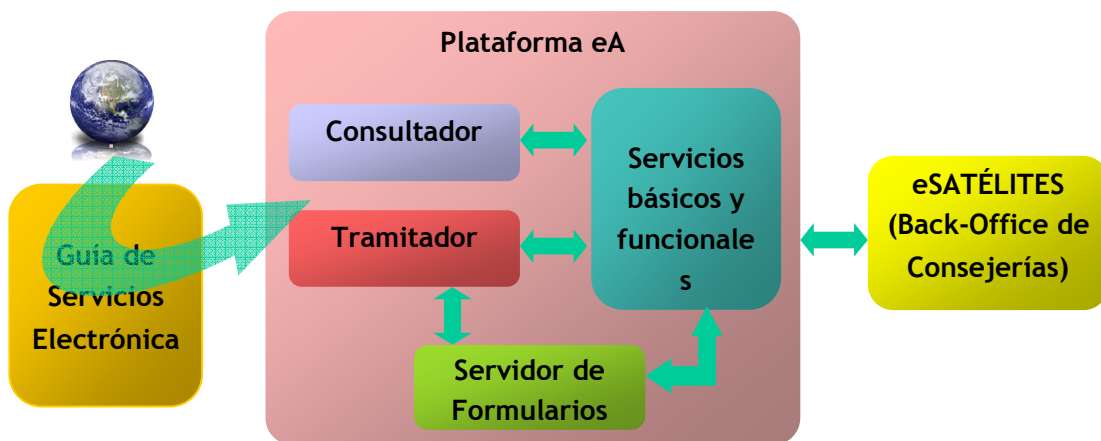 Plataforma eA
Consultador
Tramitador
Servicios
básicos y
funcionale
s
Servidor de
Formularios
Guía de
Servicios
Electrónica
eSATÉLITES
(Back-Office de
Consejerías)